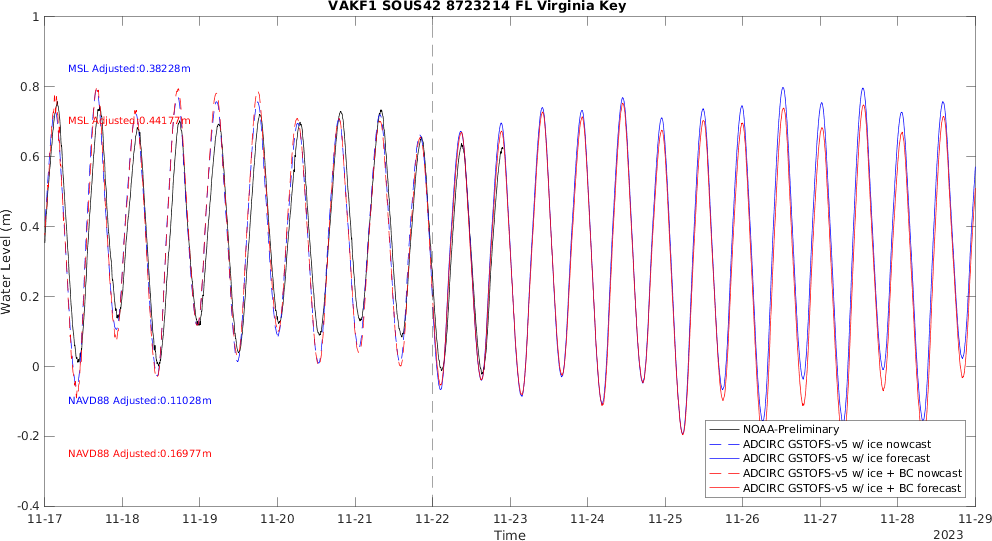 VAKF1 SOUS42 8723214 FL Virginia Key
Water Level (m)
1
0.8
0.6
0.4
0.2
0
-0.2
-0.4
MSL Adjusted:0.38228m
MSL Adjusted:0.44177m
NAVD88 Adjusted:0.11028m
NAVD88 Adjusted:0.16977m
NOAA-Preliminary
ADCIRC GSTOFS-v5 w/ ice nowcast
ADCIRC GSTOFS-v5 w/ ice forecast
ADCIRC GSTOFS-v5 w/ ice + BC nowcast
ADCIRC GSTOFS-v5 w/ ice + BC forecast
11-17 11-18 11-19 11-20 11-21 11-22 11-23 11-24 11-25 11-26 11-27 11-28 11-29
Time
2023